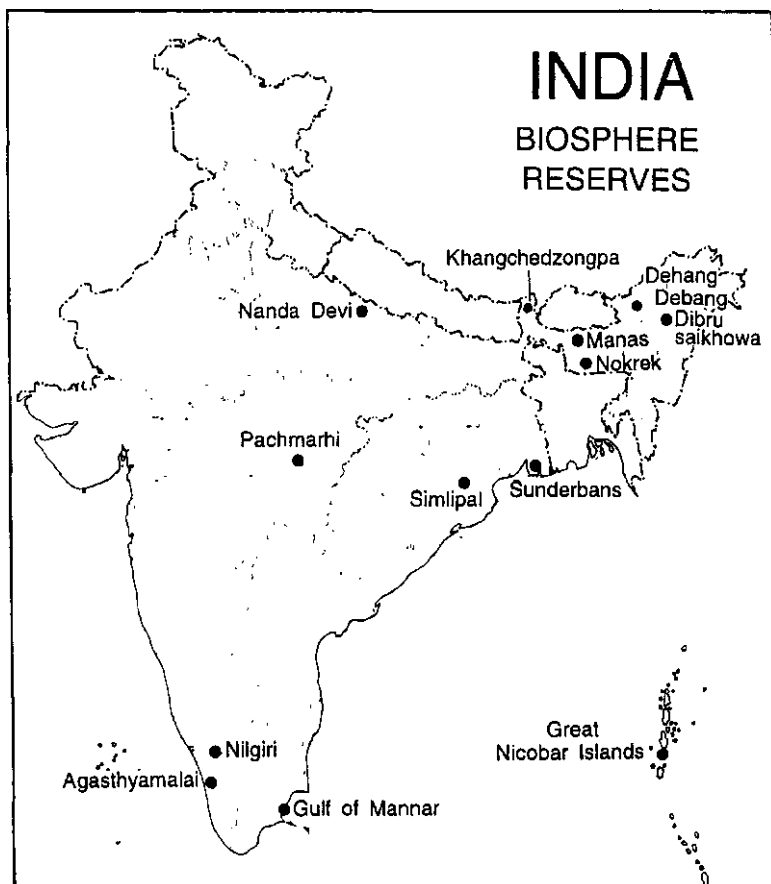 INDIA
BIOSPHERE
RESERVES
Khangchedzongpa
Dehang
Debang
Nanda Devi
Dibru
saikhowa
Manas
Nokrek
Pachmarhi
Simlipal
Sunderbans
Great
Nicobar Islands
Nilgiri
Agasthyamalai
Gulf of Mannar